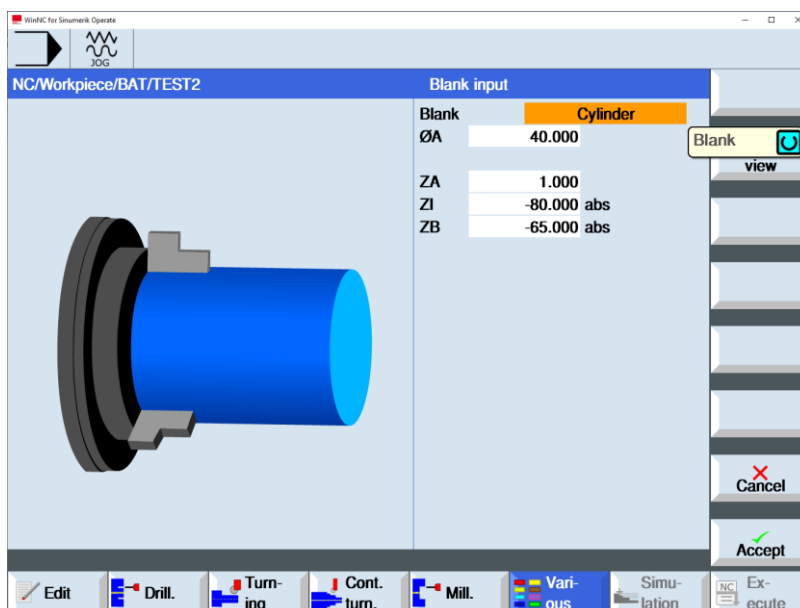 WinNC for Sinumerik Operate
JOG
NC/Workpiece/BAT/TEST2
Blank input
Blank Cylinder
ØA 40.000
Blank
view
ZA 1.000
ZI -80.000 abs
ZB -65.000 abs
Cancel
Accept
Edit
Drill.
Turn-
ing
Cont.
turn.
Mill.
Vari-
ous
Simu-
lation
NC
Ex-
ecute